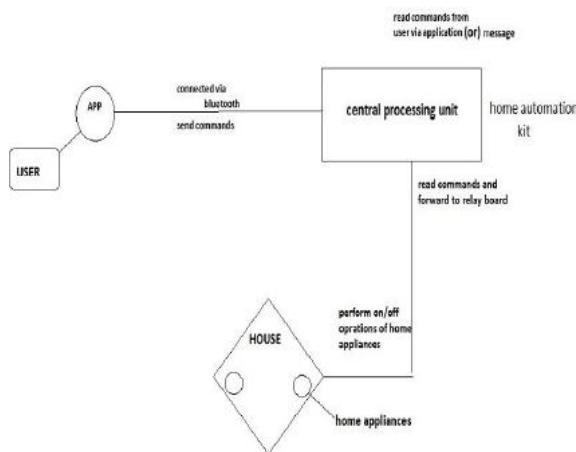 read commands from
user via application (or) message
connected via
bluetooth
send commands
APP
USER
central processing unit
home automation
kit
read commands and
forward to relay board
perform on/off
oprations of home
appliances
HOUSE
home appliances